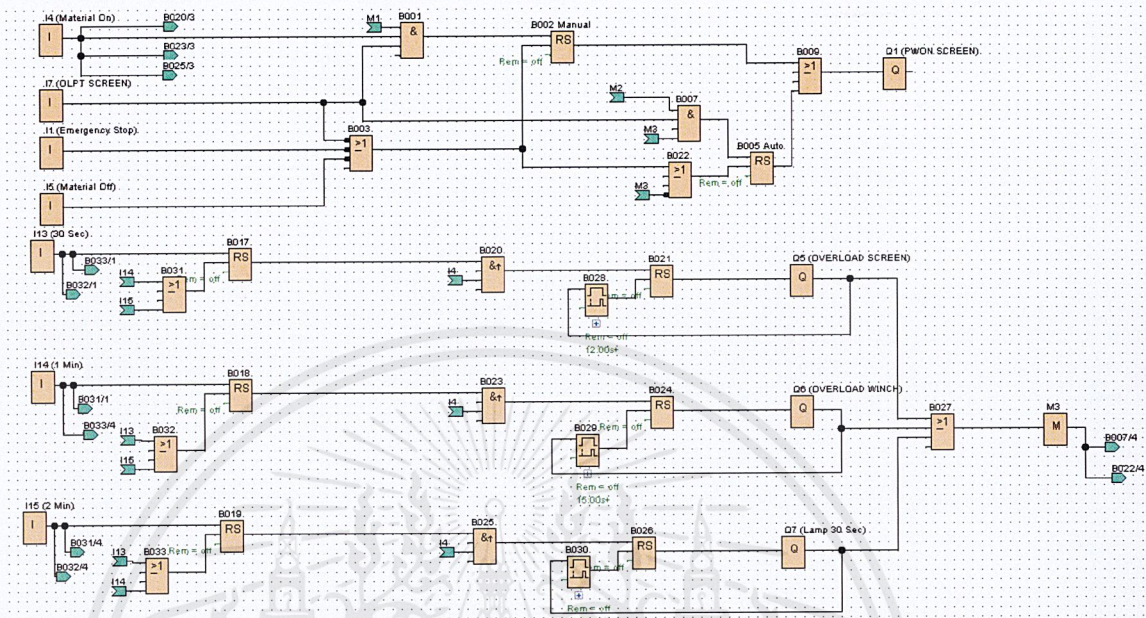 I4 (Material On)
B020/3
B023/3
B025/3
I
M1
B001
&
B002 Manual
RS
Rem = off
B009
>1
Q1 (PWON SCREEN)
Q
I7 (OLPT SCREEN)
I
M2
B007
&
M3
I1 (Emergency Stop)
I
B003
>1
B005 Auto
RS
Rem = off
B022
>1
M3
I5 (Material Off)
I
I13 (30 Sec)
I
B033/1
B032/1
B017
RS
B031
>1
I14
I15
B020
&↑
I4
B028
B021
RS
Rem = off
12.00s+
Q5 (OVERLOAD SCREEN)
Q
I14 (1 Min)
I
B031/1
B033/4
B018
RS
Rem = off
B032
>1
I13
I15
B023
&↑
I4
B024
RS
Rem = off
B029
Rem = off
15.00s+
Q6 (OVERLOAD WINCH)
Q
B027
>1
M3
M
B007/4
B022/4
I15 (2 Min)
I
B031/4
B032/4
B019
RS
Rem = off
B033
>1
I13
I14
B025
&↑
I4
B026
RS
B030
Rem = off
Q7 (Lamp 30 Sec)
Q